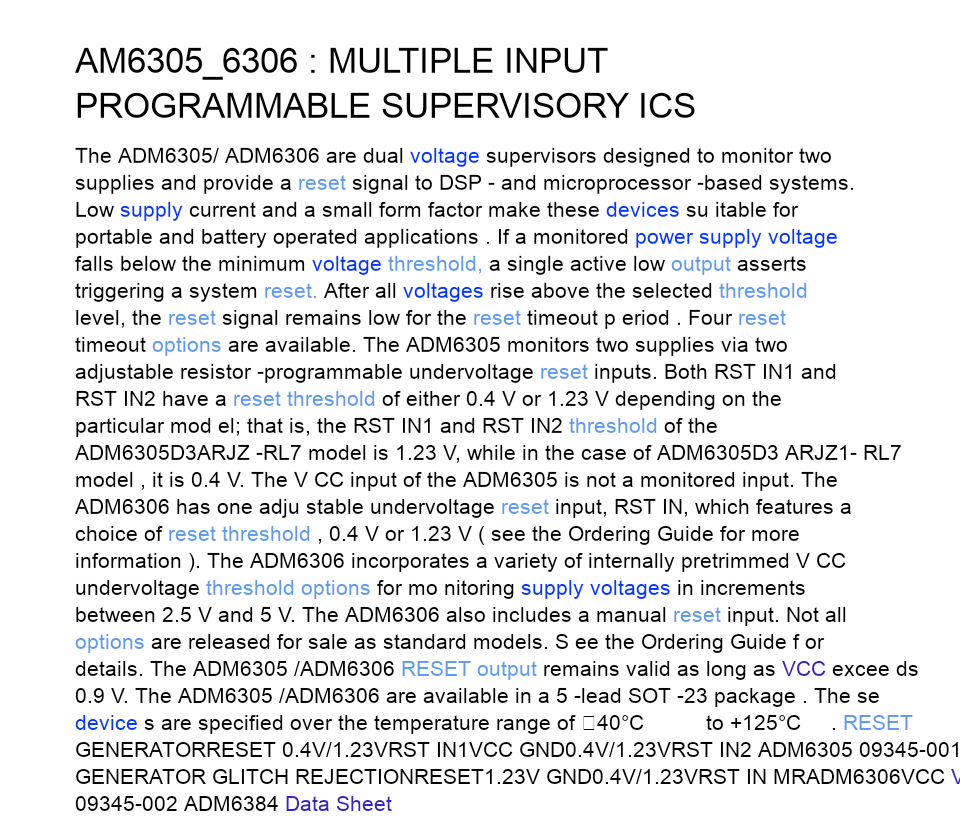 AM6305_6306 : MULTIPLE INPUT
PROGRAMMABLE SUPERVISORY ICS
The ADM6305/ ADM6306 are dual voltage supervisors designed to monitor two
supplies and provide a reset signal to DSP - and microprocessor -based systems.
Low supply current and a small form factor make these devices su itable for
portable and battery operated applications . If a monitored power supply voltage
falls below the minimum voltage threshold, a single active low output asserts
triggering a system reset. After all voltages rise above the selected threshold
level, the reset signal remains low for the reset timeout p eriod . Four reset
timeout options are available. The ADM6305 monitors two supplies via two
adjustable resistor -programmable undervoltage reset inputs. Both RST IN1 and
RST IN2 have a reset threshold of either 0.4 V or 1.23 V depending on the
particular mod el; that is, the RST IN1 and RST IN2 threshold of the
ADM6305D3ARJZ -RL7 model is 1.23 V, while in the case of ADM6305D3 ARJZ1- RL7
model , it is 0.4 V. The V CC input of the ADM6305 is not a monitored input. The
ADM6306 has one adju stable undervoltage reset input, RST IN, which features a
choice of reset threshold , 0.4 V or 1.23 V ( see the Ordering Guide for more
information ). The ADM6306 incorporates a variety of internally pretrimmed V CC
undervoltage threshold options for mo nitoring supply voltages in increments
between 2.5 V and 5 V. The ADM6306 also includes a manual reset input. Not all
options are released for sale as standard models. S ee the Ordering Guide f or
details. The ADM6305 /ADM6306 RESET output remains valid as long as VCC excee ds
0.9 V. The ADM6305 /ADM6306 are available in a 5 -lead SOT -23 package . The se
device s are specified over the temperature range of 40°C to +125°C . RESET
GENERATORRESET 0.4V/1.23VRST IN1VCC GND0.4V/1.23VRST IN2 ADM6305 09345-001
GENERATOR GLITCH REJECTIONRESET1.23V GND0.4V/1.23VRST IN MRADM6306VCC V
09345-002 ADM6384 Data Sheet